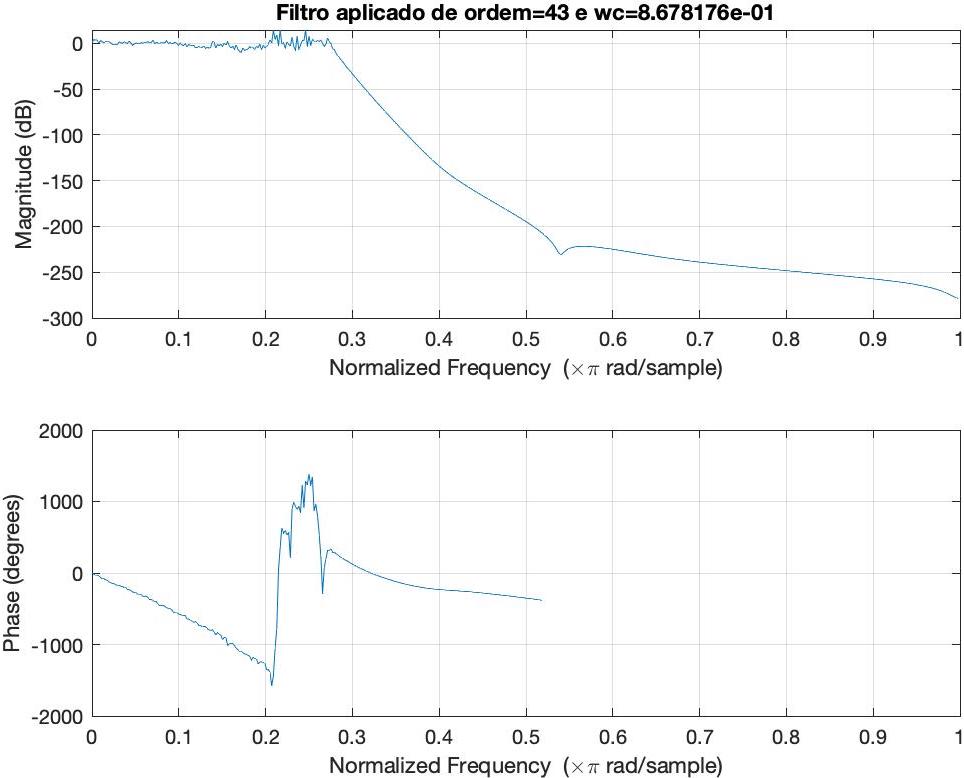 Filtro aplicado de ordem=43 e wc=8.678176e-01
0
-50
-100
-150
-200
-250
-300
Magnitude (dB)
0 0.1 0.2 0.3 0.4 0.5 0.6 0.7 0.8 0.9 1
Normalized Frequency (×π rad/sample)
2000
1000
0
-1000
-2000
Phase (degrees)
0 0.1 0.2 0.3 0.4 0.5 0.6 0.7 0.8 0.9 1
Normalized Frequency (×π rad/sample)